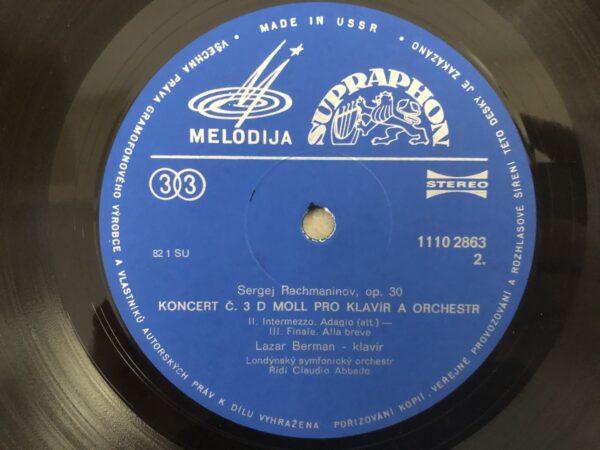 MADE IN USSR
VŠECHNA PRÁVA GRAMOFONOVÉHO VÝROBCE A VLASTNÍKŮ AUTORSKÝCH PRÁV K DÍLU VYHRAŽENA
POŘIZOVÁNÍ KOPIÍ, VEŘEJNÉ PROVOZOVÁNÍ A ROZHLASOVÉ ŠÍŘENÍ TÉTO DESKY JE ZAKÁZÁNO
MELODIJA
SUPRAPHON
33
STEREO
82 1 SU
1110 2863
2.
Sergej Rachmaninov, op. 30
KONCERT Č. 3 D MOLL PRO KLAVÍR A ORCHESTR
II. Intermezzo. Adagio (att.) —
III. Finale. Alla breve
Lazar Berman - klavír
Londýnský symfonický orchestr
Řídí Claudio Abbado